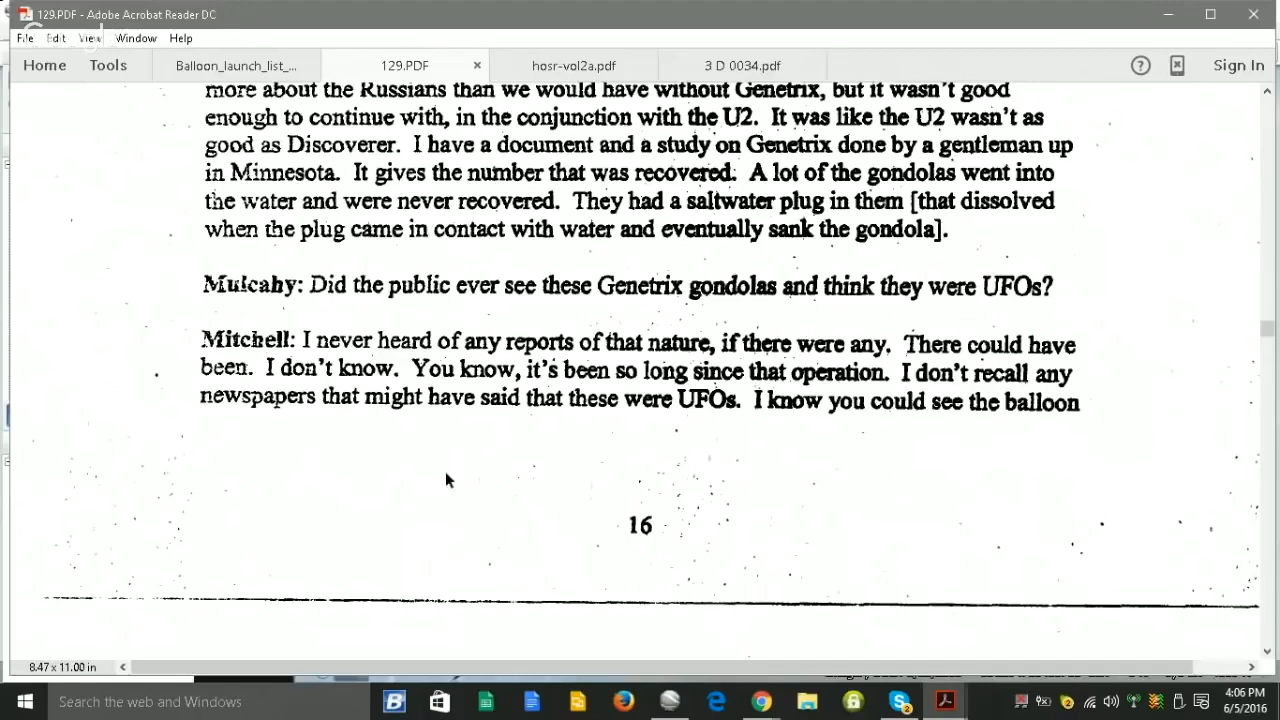 129.PDF - Adobe Acrobat Reader DC
Google
File Edit View Window Help
Home Tools Balloon_launch_list_... 129.PDF × hosr-vol2a.pdf 3 D 0034.pdf Sign In
more about the Russians than we would have without Genetrix, but it wasn't good
enough to continue with, in the conjunction with the U2. It was like the U2 wasn't as
good as Discoverer. I have a document and a study on Genetrix done by a gentleman up
in Minnesota. It gives the number that was recovered. A lot of the gondolas went into
the water and were never recovered. They had a saltwater plug in them [that dissolved
when the plug came in contact with water and eventually sank the gondola].
Mulcahy: Did the public ever see these Genetrix gondolas and think they were UFOs?
Mitchell: I never heard of any reports of that nature, if there were any. There could have
been. I don't know. You know, it's been so long since that operation. I don't recall any
newspapers that might have said that these were UFOs. I know you could see the balloon
16
8.47 x 11.00 in
Search the web and Windows
4:06 PM
6/5/2016